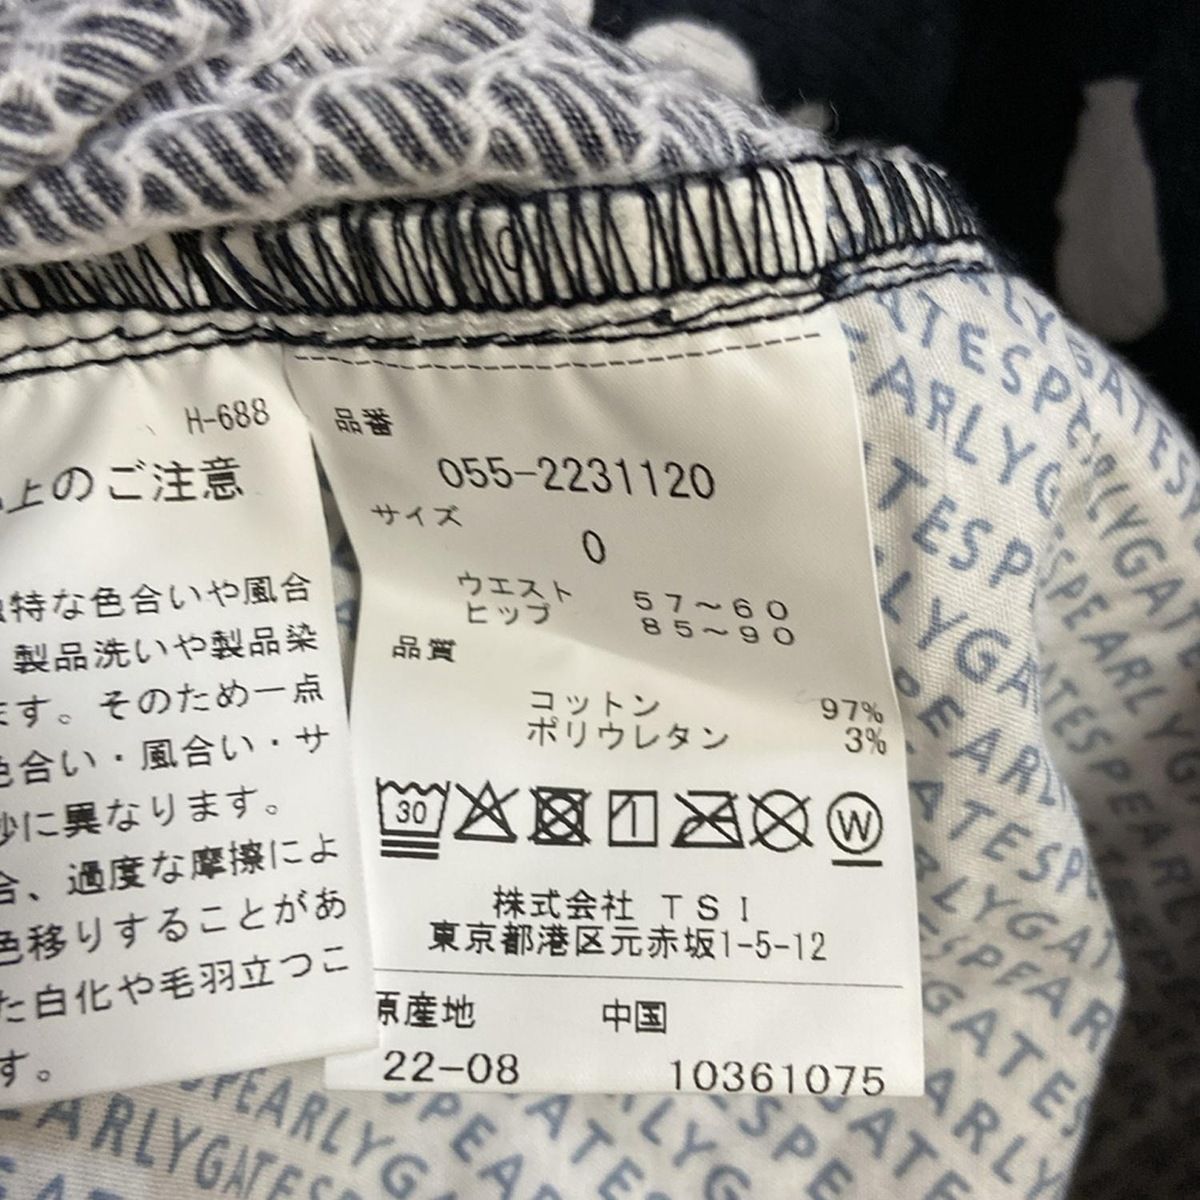 H-688
上のご注意
特な色合いや風合
製品洗いや製品染
ます。そのため一点
色合い・風合い・サ
妙に異なります。
合、過度な摩擦によ
色移りすることがあ
た白化や毛羽立つこ
す。
品番
055-2231120
サイズ
0
ウエスト 57～60
ヒップ 85～90
品質
コットン 97%
ポリウレタン 3%
30
W
株式会社 TSI
東京都港区元赤坂1-5-12
原産地 中国
22-08 10361075
PEARLYGATES